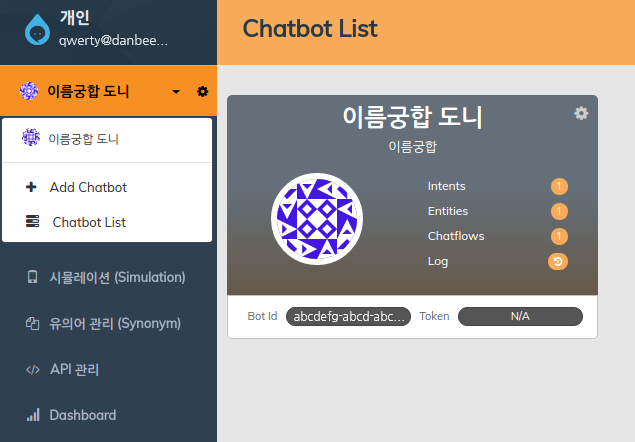 개인
qwerty@danbee...
Chatbot List
이름궁합 도니
이름궁합 도니
Add Chatbot
Chatbot List
시뮬레이션 (Simulation)
유의어 관리 (Synonym)
API 관리
Dashboard
이름궁합 도니
이름궁합
Intents 1
Entities 1
Chatflows 1
Log
Bot Id abcdefg-abcd-abc... Token N/A